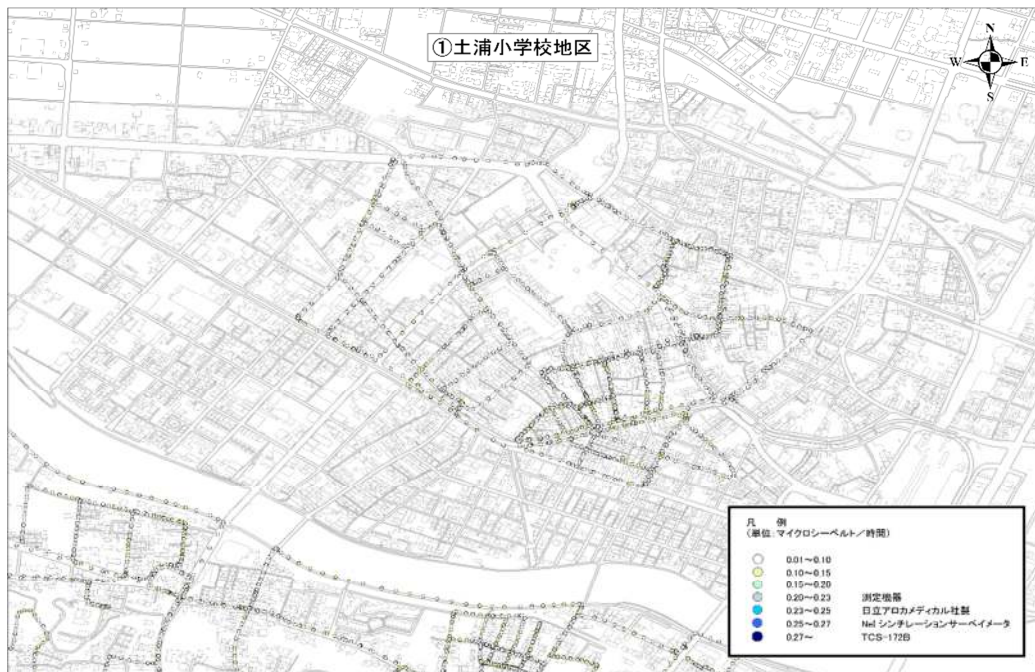 ①土浦小学校地区
N
W
E
S
凡 例
(単位:マイクロシーベルト/時間)
0.01~0.10
0.10~0.15
0.15~0.20
0.20~0.23 測定機器
0.23~0.25 日立アロカメディカル社製
0.25~0.27 NaI シンチレーションサーベイメータ
0.27~ TCS-172B